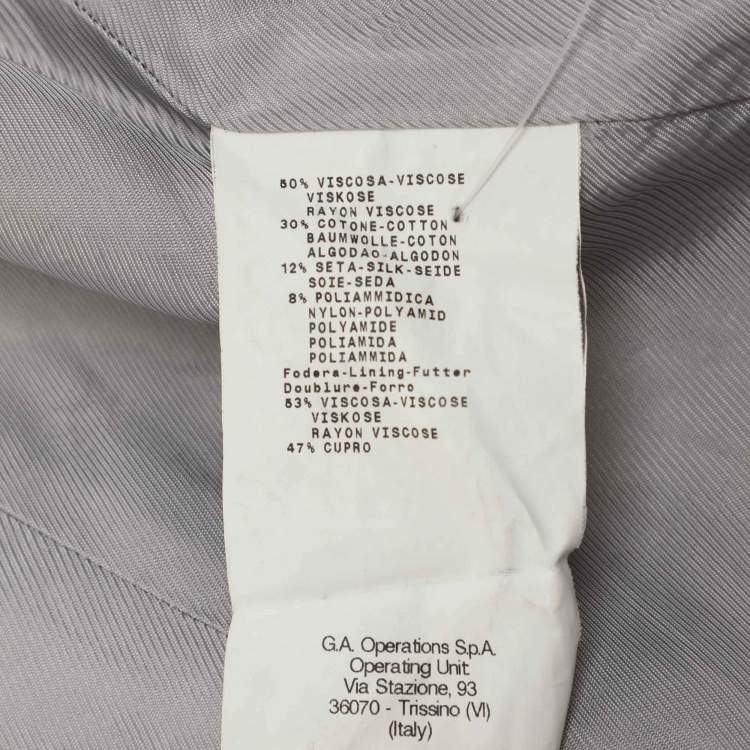 50% VISCOSA-VISCOSE
VISKOSE
RAYON VISCOSE
30% COTONE-COTTON
BAUMWOLLE-COTON
ALGODAO-ALGODON
12% SETA-SILK-SEIDE
SOIE-SEDA
8% POLIAMMIDICA
NYLON-POLYAMID
POLYAMIDE
POLIAMIDA
POLIAMMIDA
Fodera-Lining-Futter
Doublure-Forro
53% VISCOSA-VISCOSE
VISKOSE
RAYON VISCOSE
47% CUPRO
G.A. Operations S.p.A.
Operating Unit
Via Stazione, 93
36070 - Trissino (VI)
(Italy)